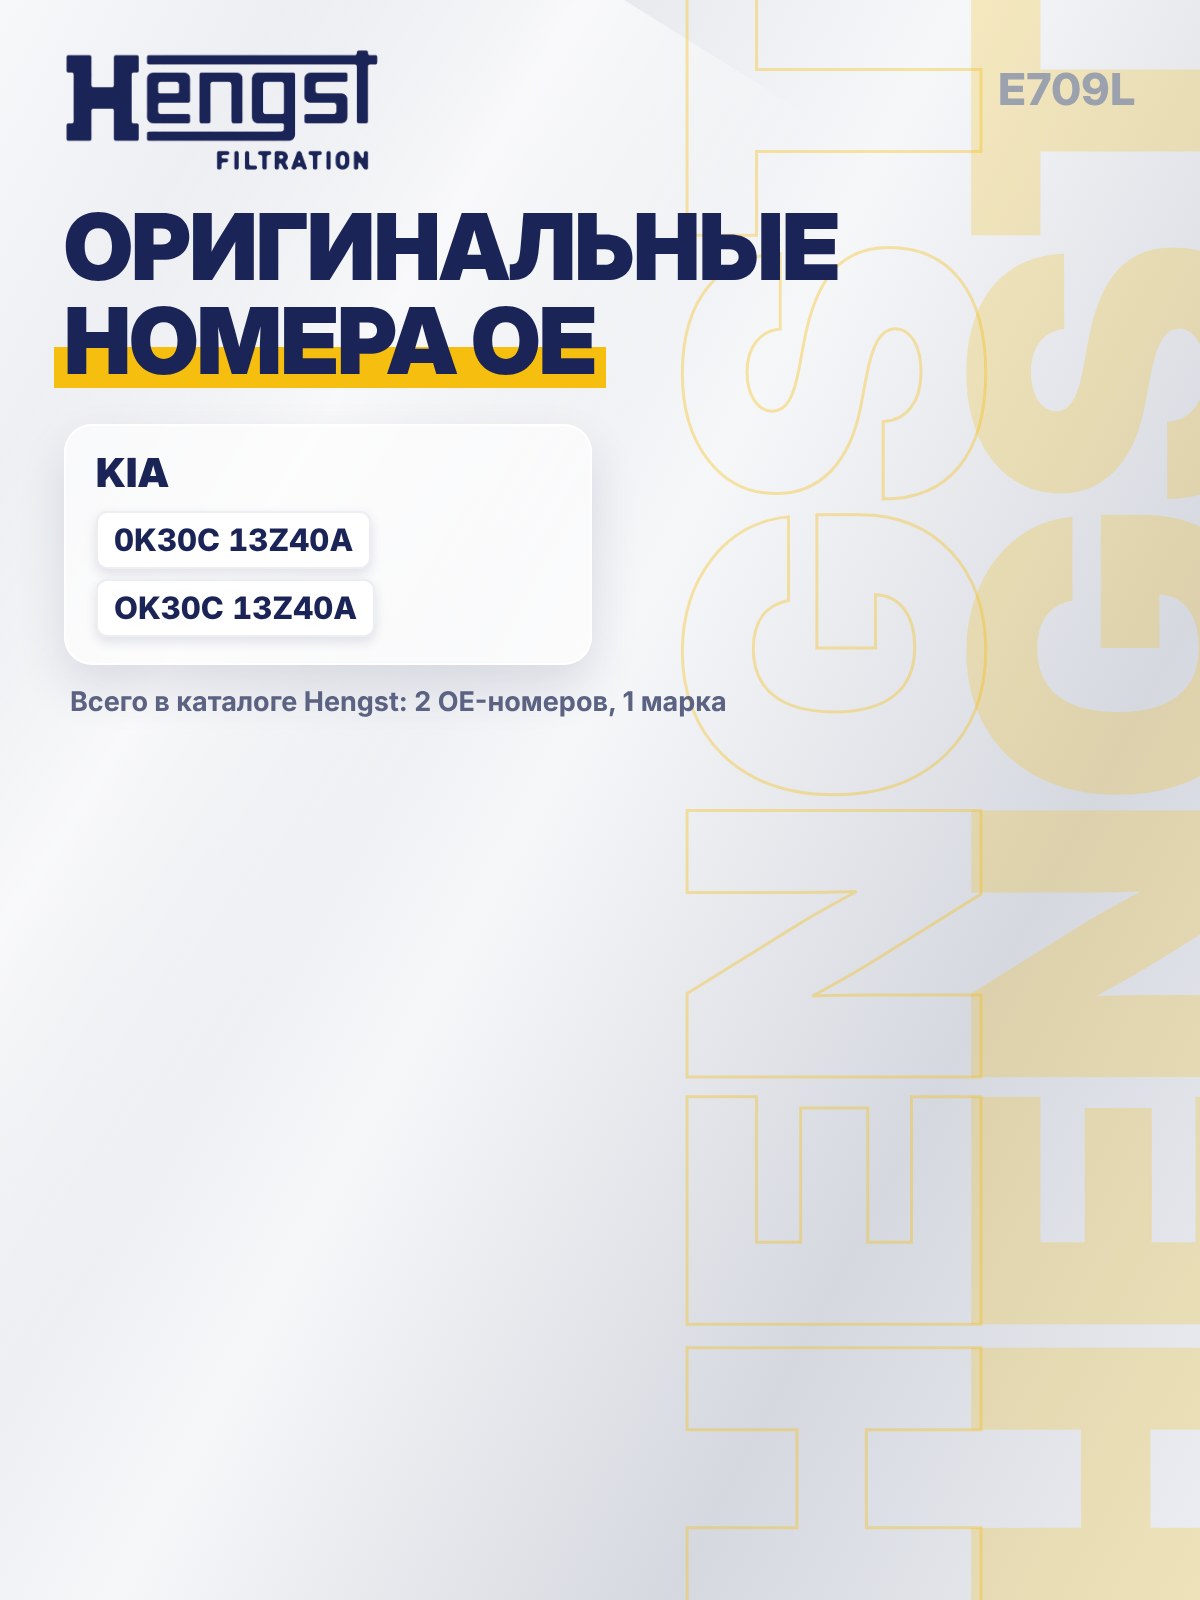 Hengst
FILTRATION
E709L
ОРИГИНАЛЬНЫЕ
НОМЕРА OE
KIA
0K30C 13Z40A
OK30C 13Z40A
Всего в каталоге Hengst: 2 OE-номеров, 1 марка
HENGST
HENGST